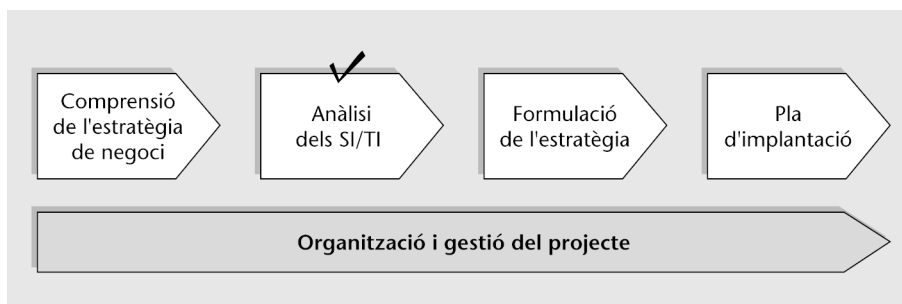 Comprensió
de l'estratègia
de negoci
Anàlisi
dels SI/TI
Formulació
de l'estratègia
Pla
d'implantació
Organització i gestió del projecte